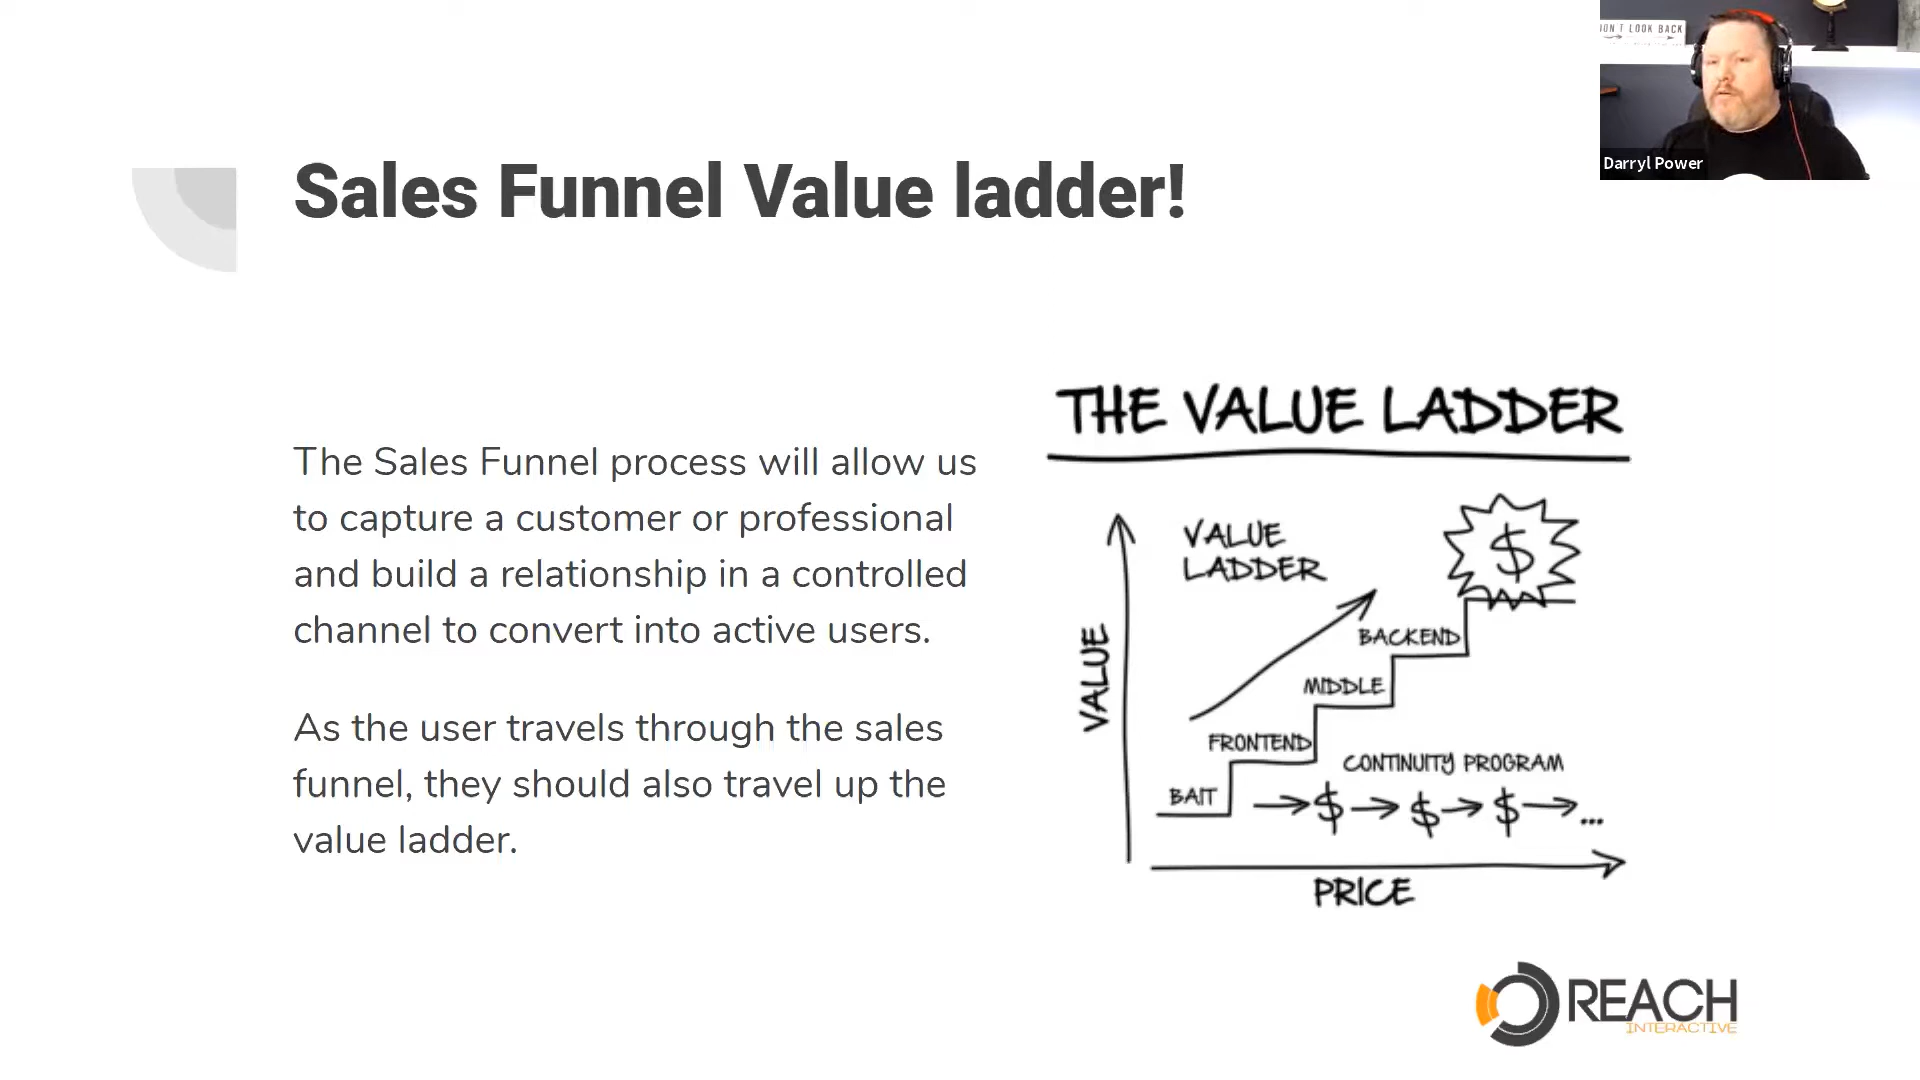 ON'T LOOK BACK
Darryl Power
Sales Funnel Value ladder!
The Sales Funnel process will allow us
to capture a customer or professional
and build a relationship in a controlled
channel to convert into active users.
As the user travels through the sales
funnel, they should also travel up the
value ladder.
THE VALUE LADDER
VALUE
LADDER
$
BACKEND
MIDDLE
FRONTEND
BAIT
CONTINUITY PROGRAM
$ $ $ ...
VALUE
PRICE
REACH
INTERACTIVE